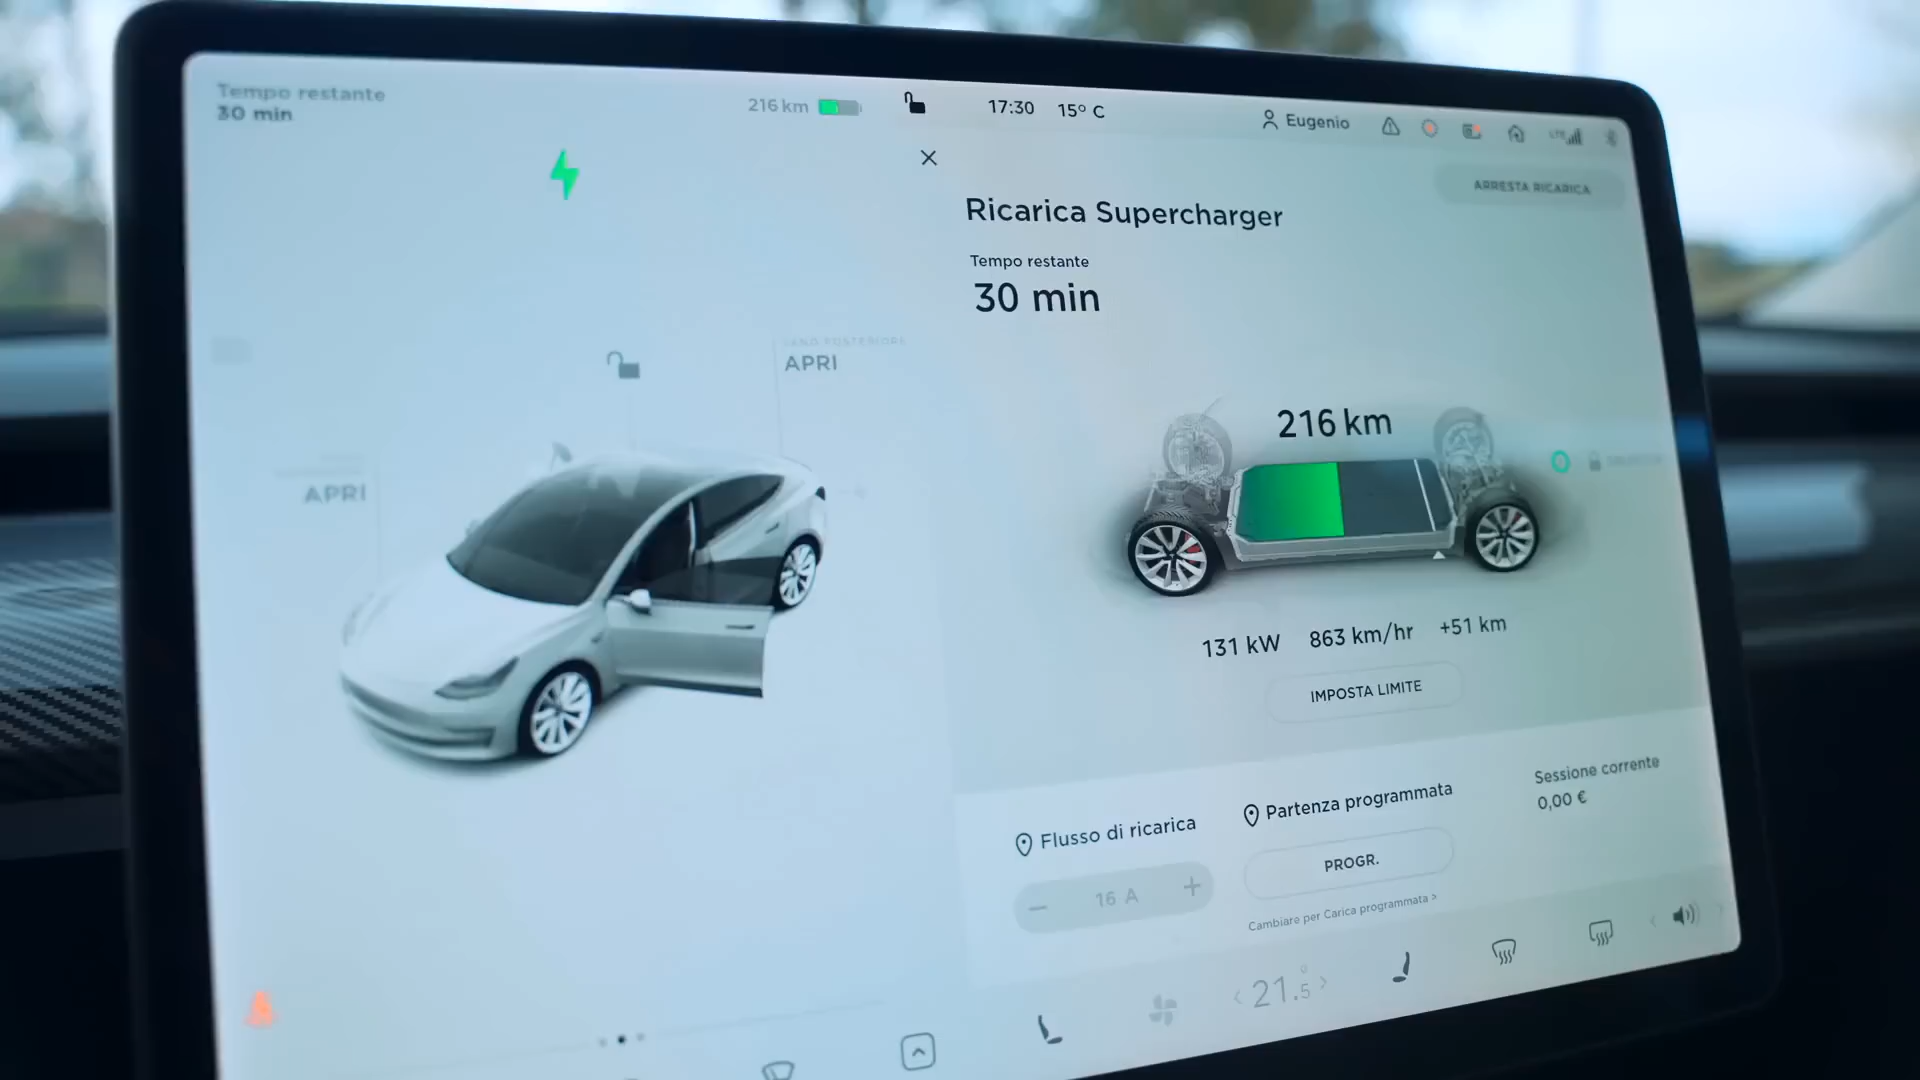 Tempo restante
30 min
216 km
17:30
15° C
Eugenio
ARRESTA RICARICA
Ricarica Supercharger
Tempo restante
30 min
APRI
APRI
216 km
131 kW
863 km/hr
+51 km
IMPOSTA LIMITE
Flusso di ricarica
16 A
Partenza programmata
PROGR.
Cambiare per Carica programmata >
Sessione corrente
0,00 €
21.5°
LTE